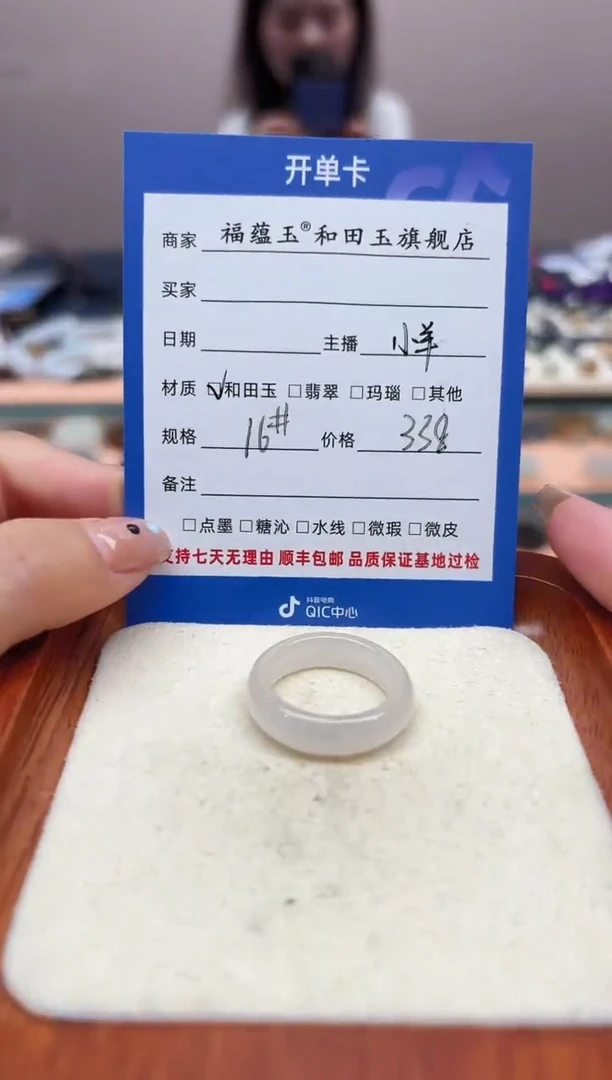 开单卡
商家 福蕴玉®和田玉旗舰店
买家
日期 主播 小羊
材质 ☑和田玉 □翡翠 □玛瑙 □其他
规格 16# 价格 338
备注
□点墨 □糖沁 □水线 □微瑕 □微皮
支持七天无理由 顺丰包邮 品质保证基地过检
抖音电商
QIC中心